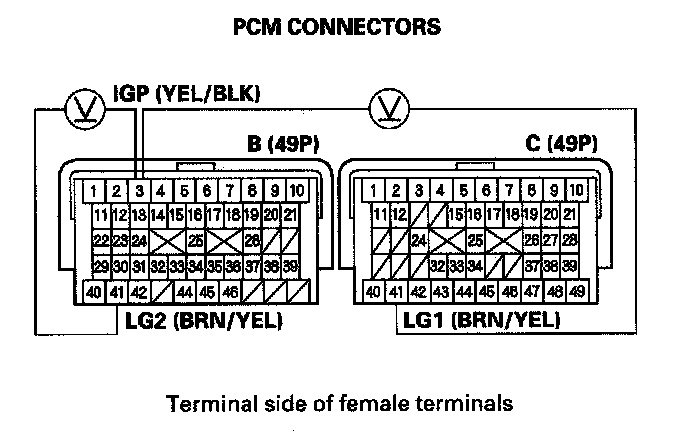 PCM CONNECTORS
IGP (YEL/BLK)
V
V
B (49P)
C (49P)
1 2 3 4 5 6 7 8 9 10
11 12 13 14 15 16 17 18 19 20 21
22 23 24 25 26
29 30 31 32 33 34 35 36 37 38 39
40 41 42 44 45 46
1 2 3 4 5 6 7 8 9 10
11 12 15 16 17 18 19 20 21
24 25 26 27 28
32 33 34 37 38 39
40 41 42 43 44 45 46 47 48 49
LG2 (BRN/YEL)
LG1 (BRN/YEL)
Terminal side of female terminals